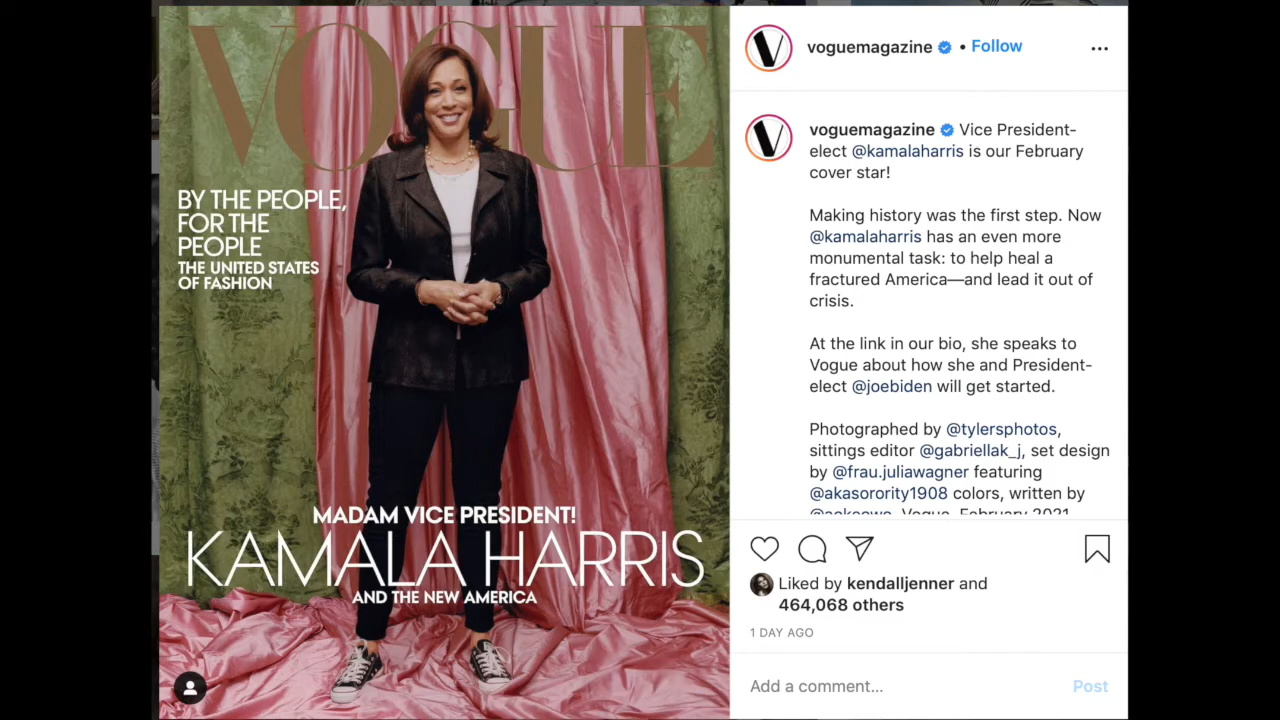 VOGUE
BY THE PEOPLE,
FOR THE
PEOPLE
THE UNITED STATES
OF FASHION
MADAM VICE PRESIDENT!
KAMALA HARRIS
AND THE NEW AMERICA
voguemagazine • Follow
voguemagazine Vice President-
elect @kamalaharris is our February
cover star!
Making history was the first step. Now
@kamalaharris has an even more
monumental task: to help heal a
fractured America—and lead it out of
crisis.
At the link in our bio, she speaks to
Vogue about how she and President-
elect @joebiden will get started.
Photographed by @tylersphotos,
sittings editor @gabriellak_j, set design
by @frau.juliawagner featuring
@akasorority1908 colors, written by
Vogue, February 2021
Liked by kendalljenner and
464,068 others
1 DAY AGO
Add a comment... Post